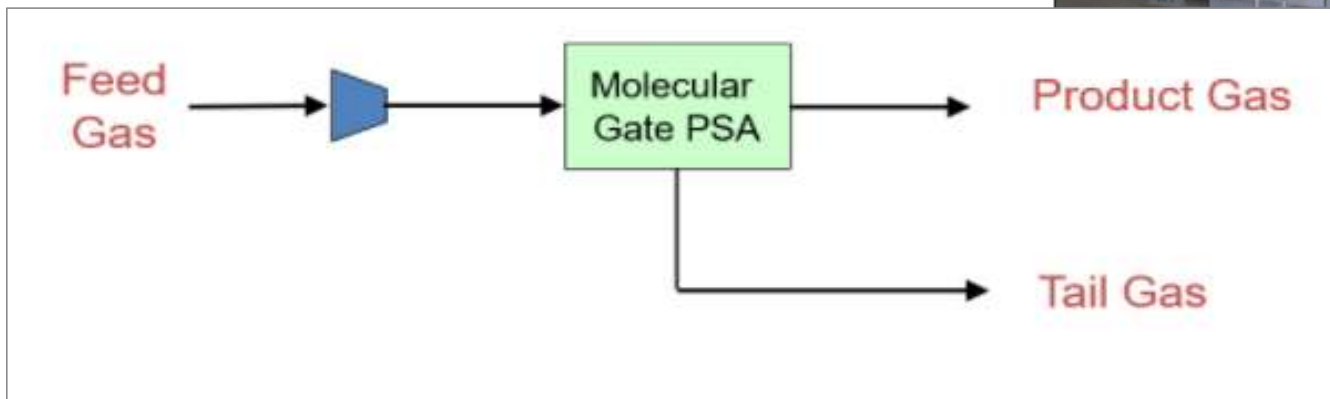 Feed
Gas
Molecular
Gate PSA
Product Gas
Tail Gas